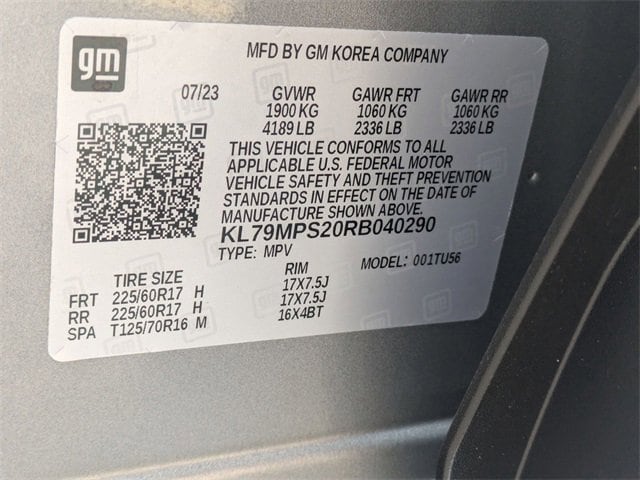 gm
MFD BY GM KOREA COMPANY
07/23 GVWR GAWR FRT GAWR RR
1900 KG 1060 KG 1060 KG
4189 LB 2336 LB 2336 LB
THIS VEHICLE CONFORMS TO ALL
APPLICABLE U.S. FEDERAL MOTOR
VEHICLE SAFETY AND THEFT PREVENTION
STANDARDS IN EFFECT ON THE DATE OF
MANUFACTURE SHOWN ABOVE.
KL79MPS20RB040290
TYPE: MPV MODEL: 001TU56
TIRE SIZE RIM
FRT 225/60R17 H 17X7.5J
RR 225/60R17 H 17X7.5J
SPA T125/70R16 M 16X4BT